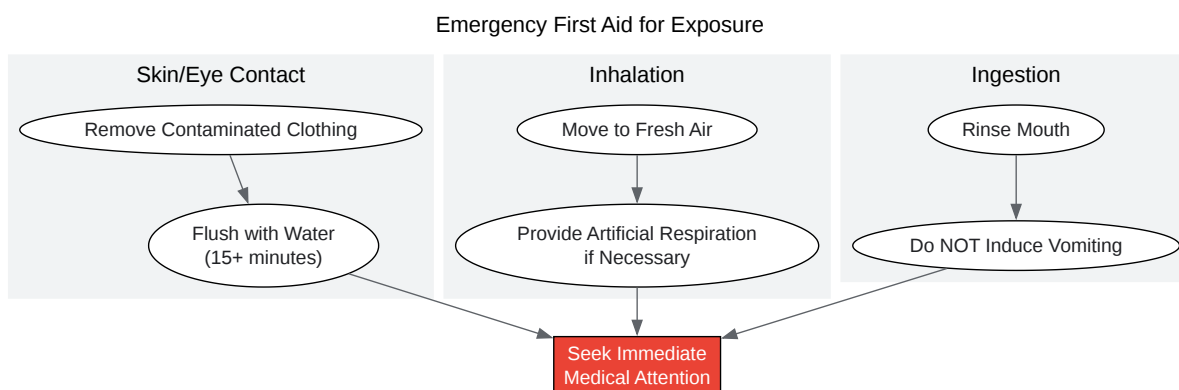 Emergency First Aid for Exposure
Skin/Eye Contact
Remove Contaminated Clothing
Flush with Water
(15+ minutes)
Inhalation
Move to Fresh Air
Provide Artificial Respiration
if Necessary
Ingestion
Rinse Mouth
Do NOT Induce Vomiting
Seek Immediate
Medical Attention